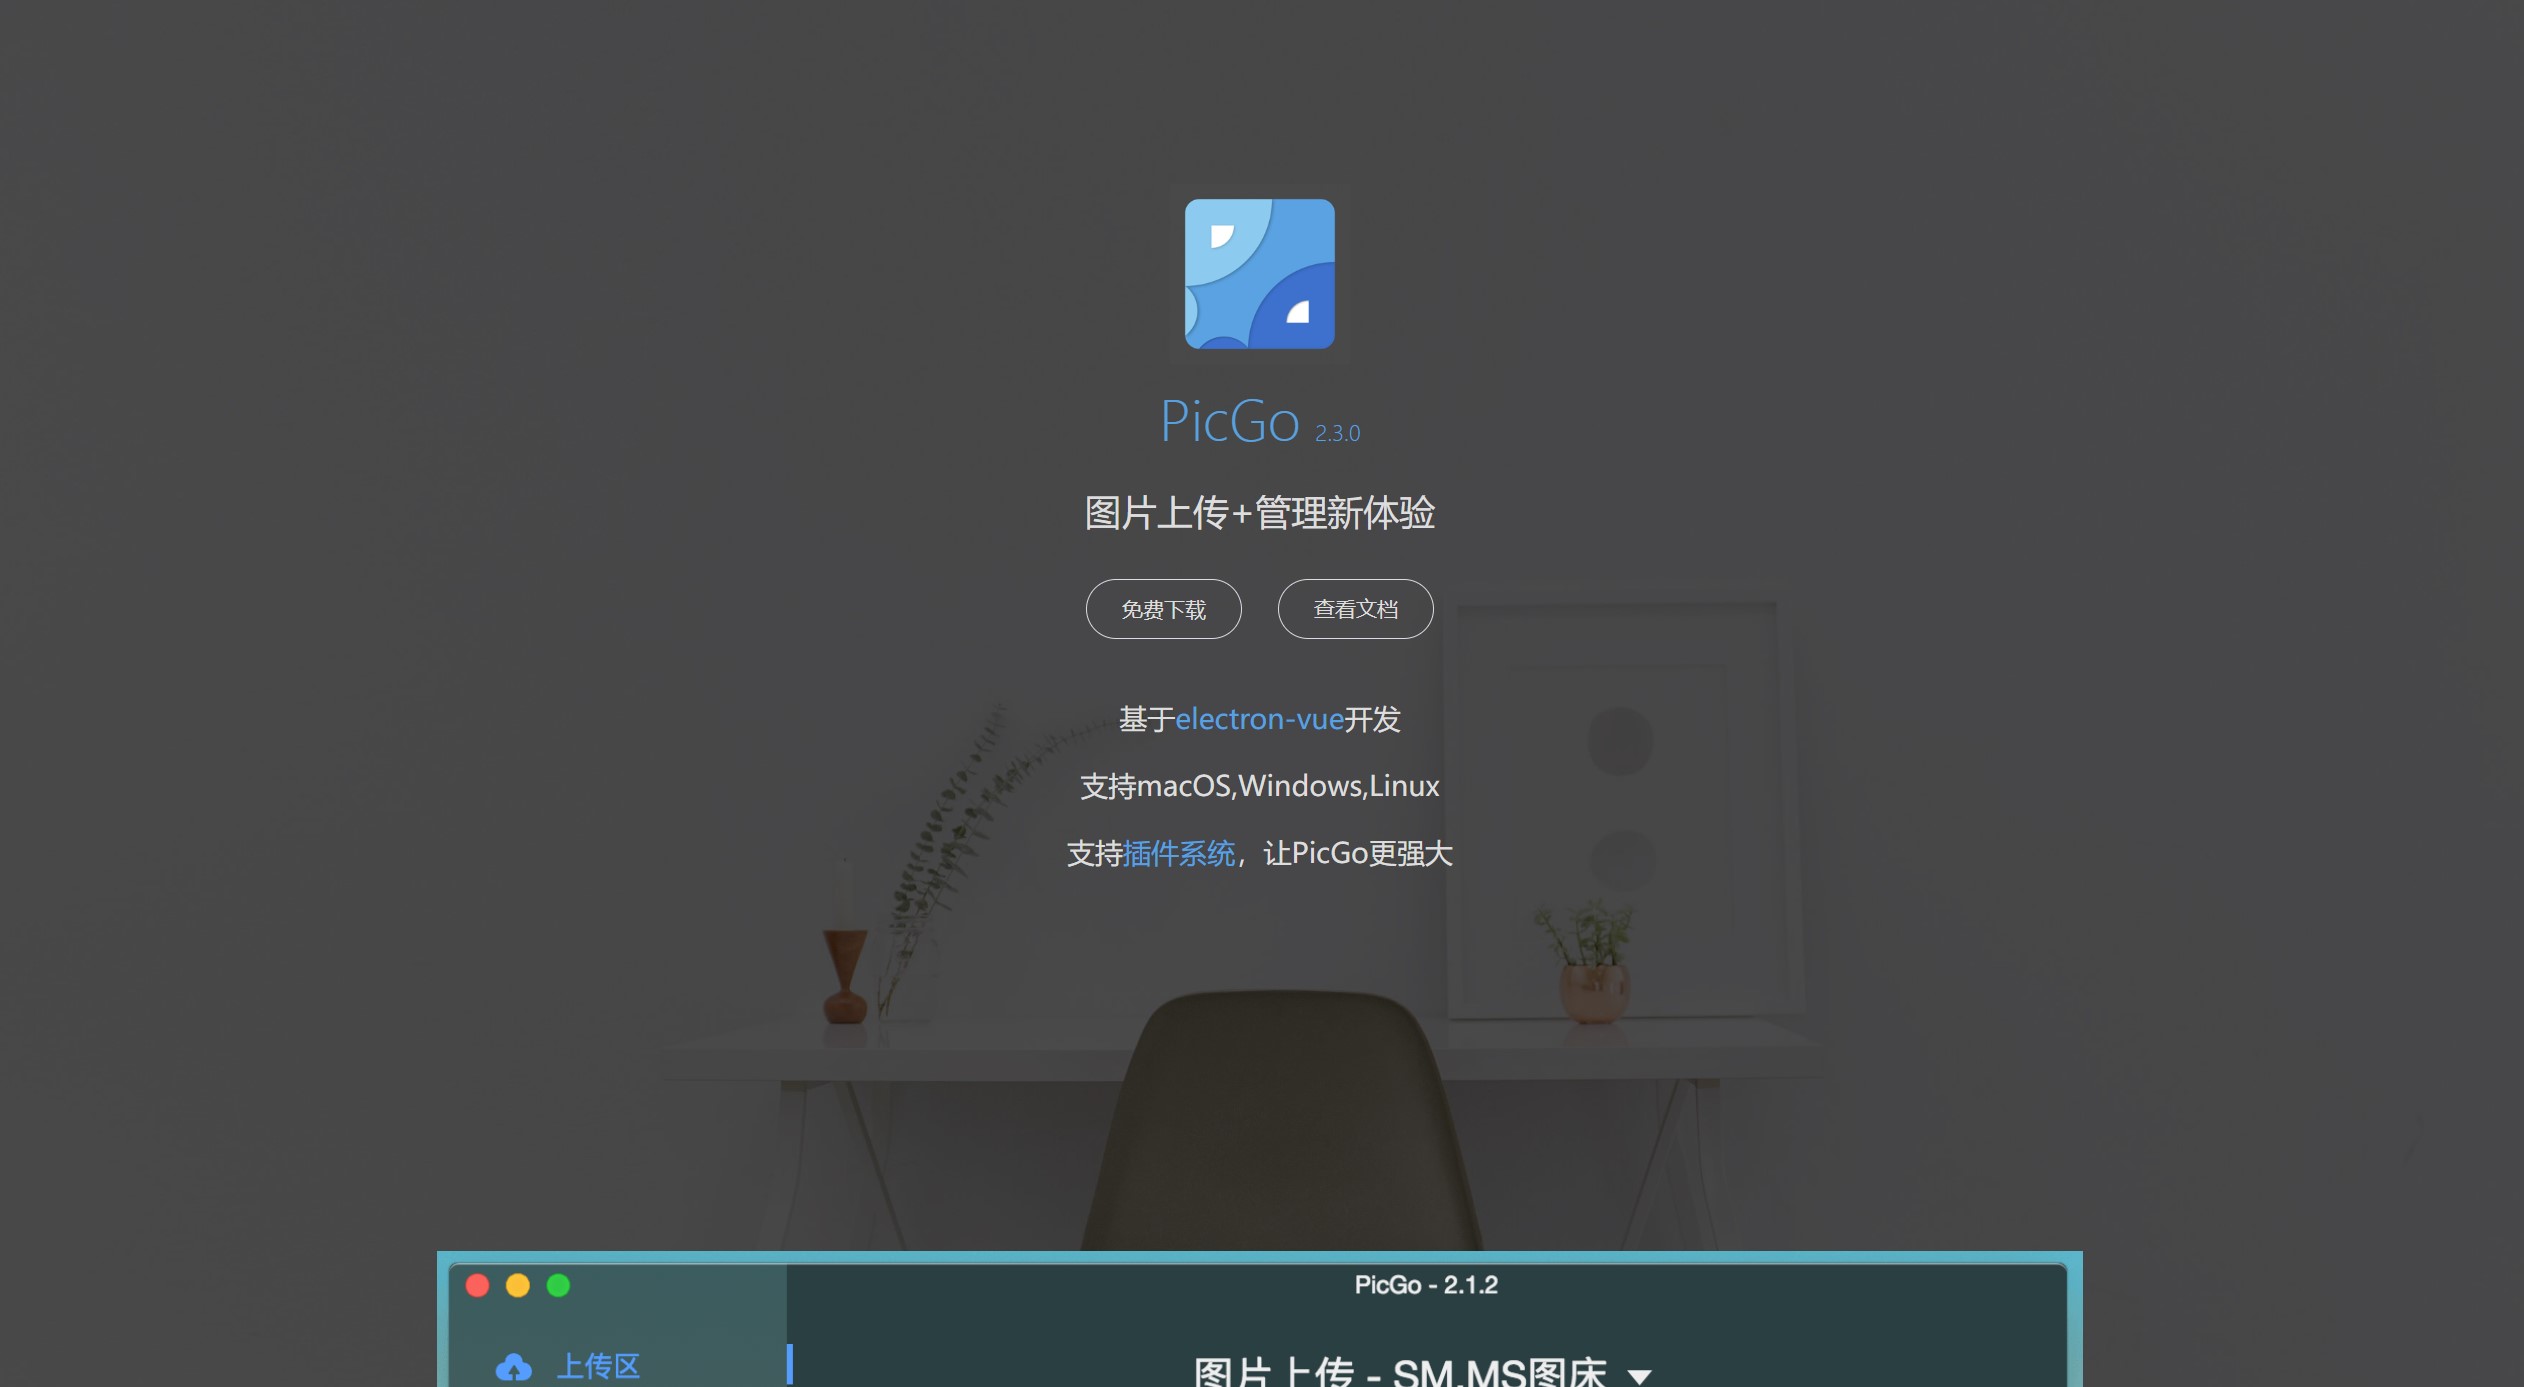 PicGo 2.3.0
图片上传+管理新体验
免费下载 查看文档
基于electron-vue开发
支持macOS,Windows,Linux
支持插件系统，让PicGo更强大
PicGo - 2.1.2
上传区
图片上传 - SM.MS图床